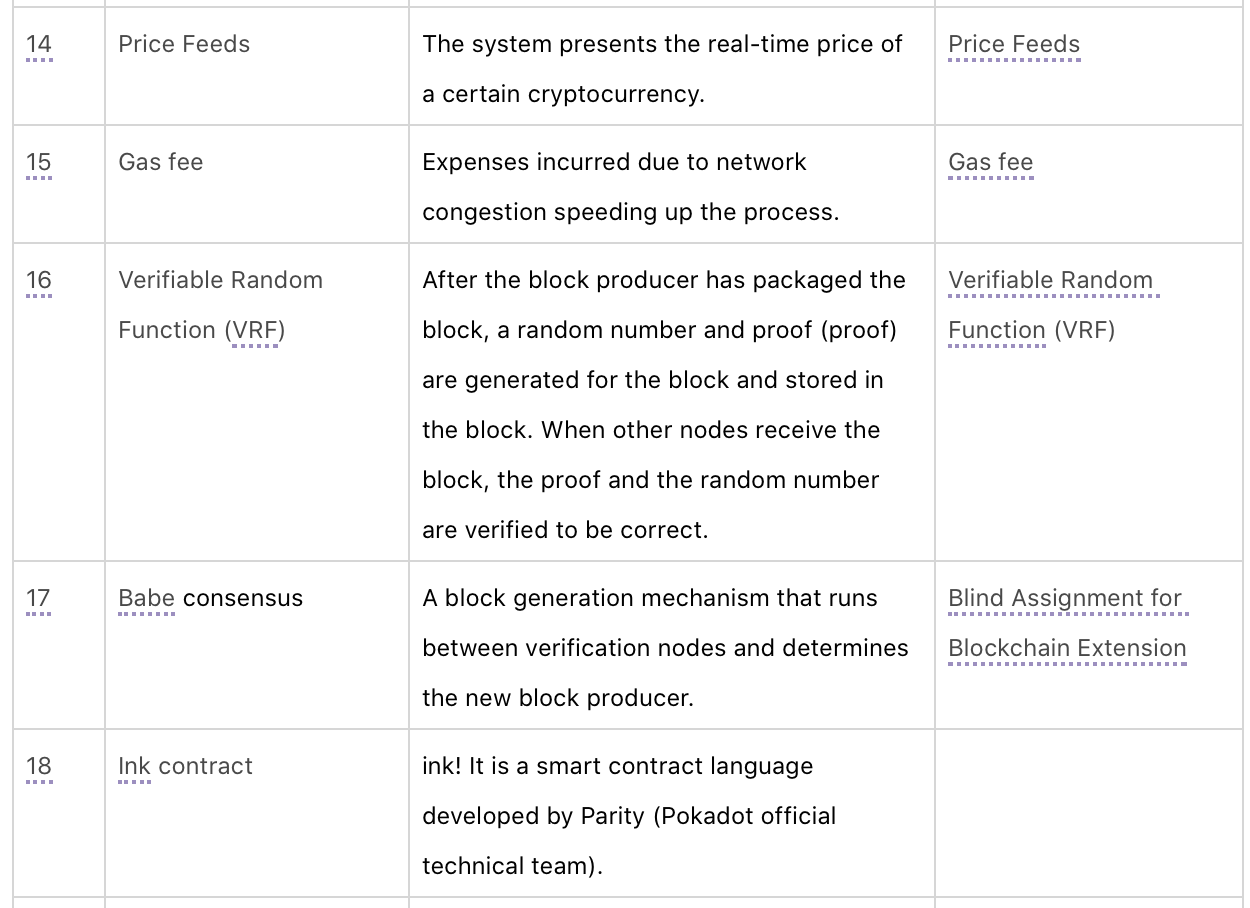 14
Price Feeds
The system presents the real-time price of
a certain cryptocurrency.
Price Feeds
15
Gas fee
Expenses incurred due to network
congestion speeding up the process.
Gas fee
16
Verifiable Random
Function (VRF)
After the block producer has packaged the
block, a random number and proof (proof)
are generated for the block and stored in
the block. When other nodes receive the
block, the proof and the random number
are verified to be correct.
Verifiable Random
Function (VRF)
17
Babe consensus
A block generation mechanism that runs
between verification nodes and determines
the new block producer.
Blind Assignment for
Blockchain Extension
18
Ink contract
ink! It is a smart contract language
developed by Parity (Pokadot official
technical team).